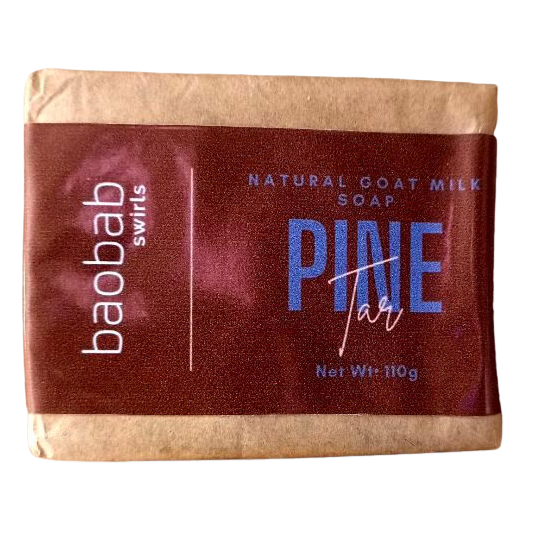 baobab
swirls
NATURAL GOAT MILK
SOAP
PINE
Tar
Net Wt: 110g